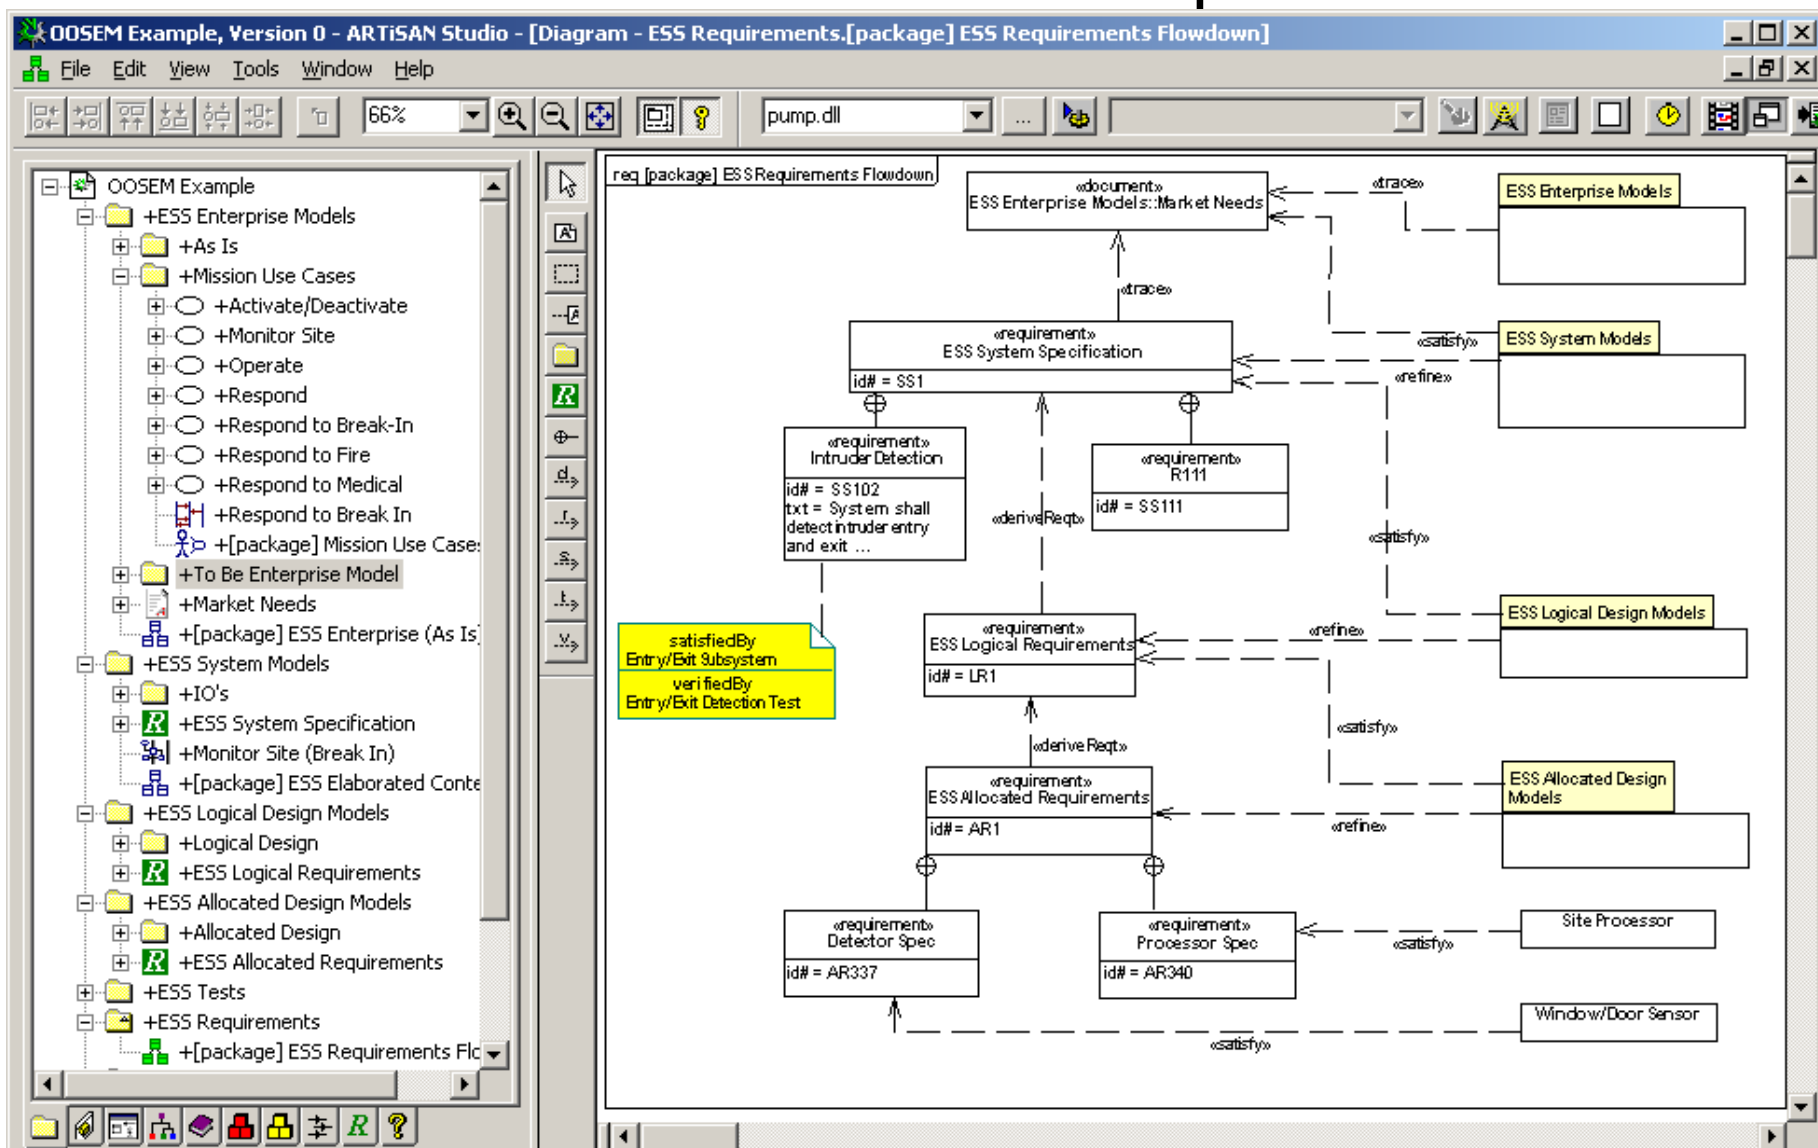 OOSEM Example, Version 0 - ARTiSAN Studio - [Diagram - ESS Requirements.[package] ESS Requirements Flowdown]
File Edit View Tools Window Help
66%
pump.dll
...
OOSEM Example
+ESS Enterprise Models
+As Is
+Mission Use Cases
+Activate/Deactivate
+Monitor Site
+Operate
+Respond
+Respond to Break-In
+Respond to Fire
+Respond to Medical
+Respond to Break In
+[package] Mission Use Cases
+To Be Enterprise Model
+Market Needs
+[package] ESS Enterprise (As Is)
+ESS System Models
+IO's
+ESS System Specification
+Monitor Site (Break In)
+[package] ESS Elaborated Conte
+ESS Logical Design Models
+Logical Design
+ESS Logical Requirements
+ESS Allocated Design Models
+Allocated Design
+ESS Allocated Requirements
+ESS Tests
+ESS Requirements
+[package] ESS Requirements Flo
req [package] ESS Requirements Flowdown
«document»
ESS Enterprise Models::Market Needs
«trace»
ESS Enterprise Models
«trace»
«requirement»
ESS System Specification
id# = SS1
«satisfy»
ESS System Models
«refine»
«requirement»
Intruder Detection
id# = SS102
txt = System shall
detect intruder entry
and exit ...
«requirement»
R111
id# = SS111
«deriveReqt»
«satisfy»
satisfiedBy
Entry/Exit Subsystem
verifiedBy
Entry/Exit Detection Test
«requirement»
ESS Logical Requirements
id# = LR1
«refine»
ESS Logical Design Models
«deriveReqt»
«satisfy»
«requirement»
ESS Allocated Requirements
id# = AR1
ESS Allocated Design
Models
«refine»
«requirement»
Detector Spec
id# = AR337
«requirement»
Processor Spec
id# = AR340
«satisfy»
Site Processor
Window/Door Sensor
«satisfy»